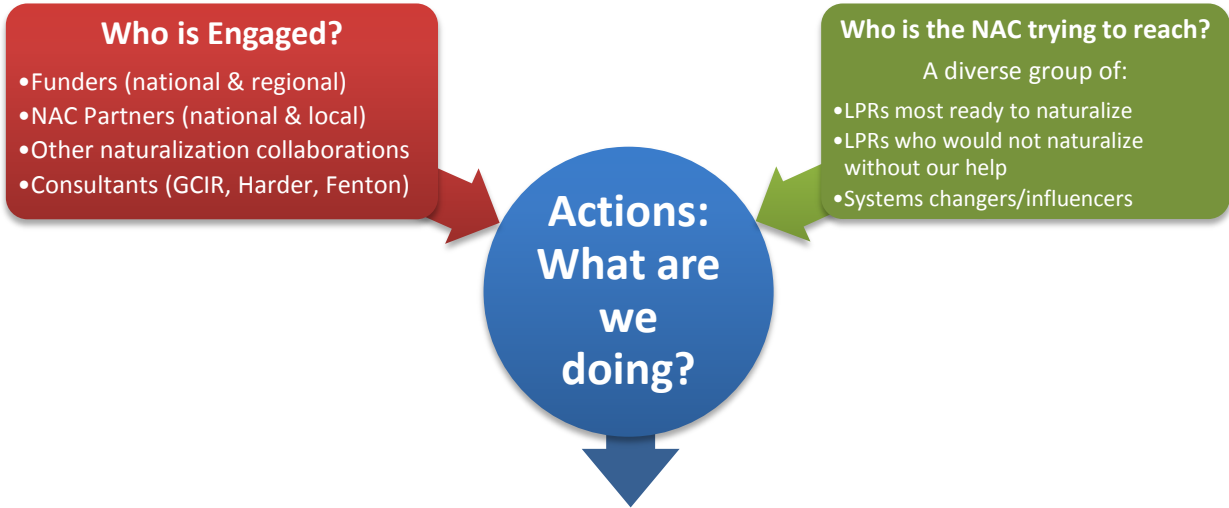 Who is Engaged?
•Funders (national & regional)
•NAC Partners (national & local)
•Other naturalization collaborations
•Consultants (GCIR, Harder, Fenton)
Who is the NAC trying to reach?
A diverse group of:
•LPRs most ready to naturalize
•LPRs who would not naturalize
without our help
•Systems changers/influencers
Actions:
What are
we
doing?